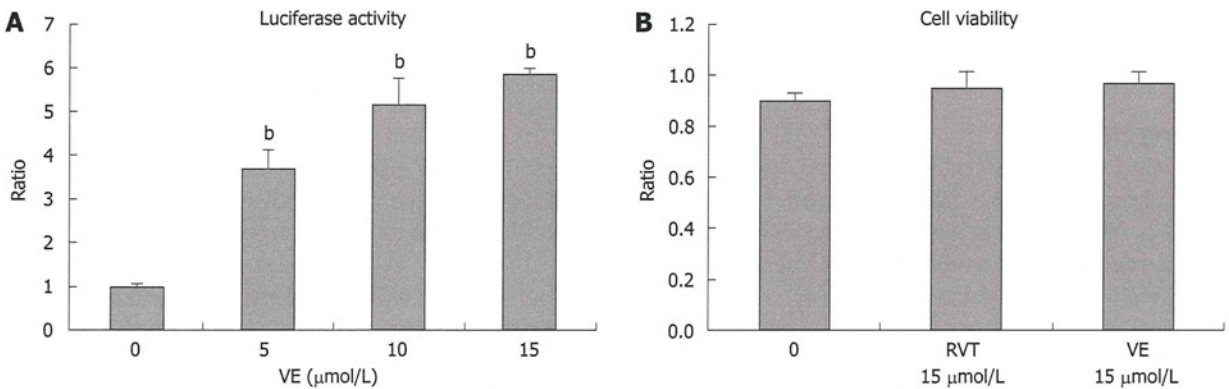 A
Luciferase activity
7
6
5
4
3
2
1
0
Ratio
b
b
b
0 5 10 15
VE (μmol/L)
B
Cell viability
1.2
1.0
0.8
0.6
0.4
0.2
0.0
Ratio
0 RVT VE
15 μmol/L 15 μmol/L